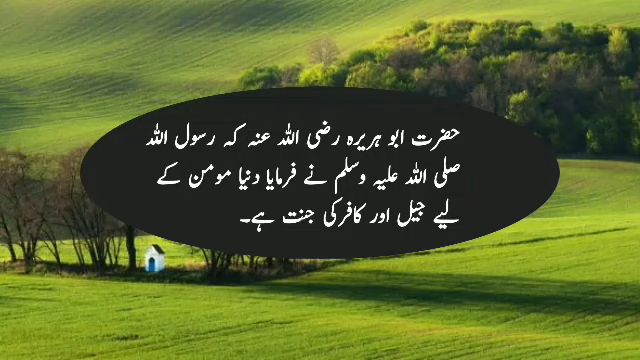 حضرت ابو ہریرہ رضی اللہ عنہ کہ رسول اللہ
صلی اللہ علیہ وسلم نے فرمایا دنیا مومن کے
لیے جیل اور کافر کی جنت ہے۔